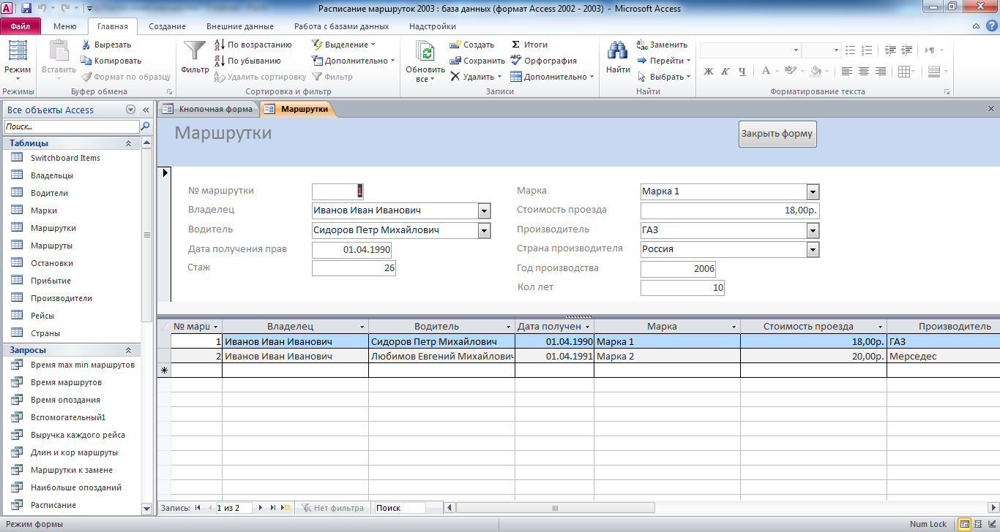 Расписание маршруток 2003 : база данных (формат Access 2002 - 2003) - Microsoft Access
Файл Меню Главная Создание Внешние данные Работа с базами данных Надстройки
Режим
Режимы
Вставить
Вырезать
Копировать
Формат по образцу
Буфер обмена
Фильтр
По возрастанию
По убыванию
Удалить сортировку
Выделение
Дополнительно
Фильтр
Сортировка и фильтр
Обновить
все
Создать
Сохранить
Удалить
Итоги
Орфография
Дополнительно
Записи
Найти
Заменить
Перейти
Выбрать
Найти
Ж К Ч А
Форматирование текста
Все объекты Access
Поиск...
Таблицы
Switchboard Items
Владельцы
Водители
Марки
Маршрутки
Маршруты
Остановки
Прибытие
Производители
Рейсы
Страны
Запросы
Время max min маршрутов
Время маршрутов
Время опоздания
Вспомогательный1
Выручка каждого рейса
Длин и кор маршруты
Маршрутки к замене
Наибольше опозданий
Расписание
Кнопочная форма Маршрутки
Маршрутки
Закрыть форму
№ маршрутки 1
Владелец Иванов Иван Иванович
Водитель Сидоров Петр Михайлович
Дата получения прав 01.04.1990
Стаж 26
Марка Марка 1
Стоимость проезда 18,00р.
Производитель ГАЗ
Страна производителя Россия
Год производства 2006
Кол лет 10
№ марш Владелец Водитель Дата получен Марка Стоимость проезда Производитель
1 Иванов Иван Иванович Сидоров Петр Михайлович 01.04.1990 Марка 1 18,00р. ГАЗ
2 Иванов Иван Иванович Любимов Евгений Михайлович 01.04.1991 Марка 2 20,00р. Мерседес
Запись: 1 из 2 Нет фильтра Поиск
Режим формы Num Lock